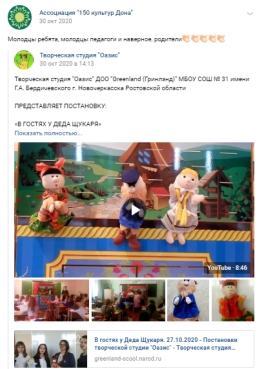 Ассоциация "150 культур Дона"
30 окт 2020
Молодцы ребята, молодцы педагоги и наверное, родители👏👏👏👏👏
Творческая студия "Оазис"
30 окт 2020 в 14:13
Творческая студия "Оазис" ДОО "Greenland (Гринланд)" МБОУ СОШ № 31 имени
Г.А. Бердичевского г. Новочеркасска Ростовской области
ПРЕДСТАВЛЯЕТ ПОСТАНОВКУ:
«В ГОСТЯХ У ДЕДА ЩУКАРЯ»
Показать полностью...
YouTube · 8:46
В гостях у Деда Щукаря. 27.10.2020 - Постановки
творческой студии "Оазис" - Творческая студия...
greenland-scool.narod.ru